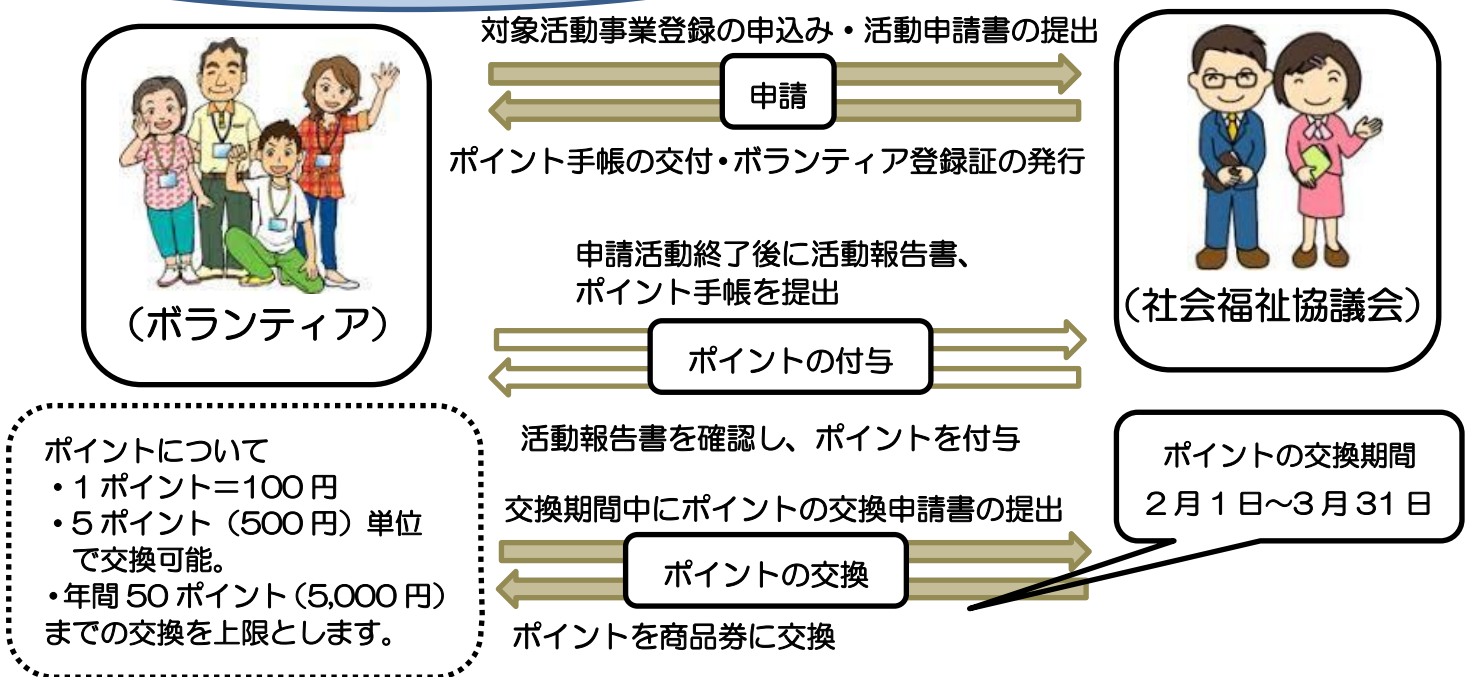 対象活動事業登録の申込み・活動申請書の提出
申請
ポイント手帳の交付・ボランティア登録証の発行
(ボランティア)
(社会福祉協議会)
申請活動終了後に活動報告書、
ポイント手帳を提出
ポイントの付与
活動報告書を確認し、ポイントを付与
ポイントについて
・1ポイント=100円
・5ポイント(500円)単位
で交換可能。
・年間50ポイント(5,000円)
までの交換を上限とします。
ポイントの交換期間
2月1日~3月31日
交換期間中にポイントの交換申請書の提出
ポイントの交換
ポイントを商品券に交換